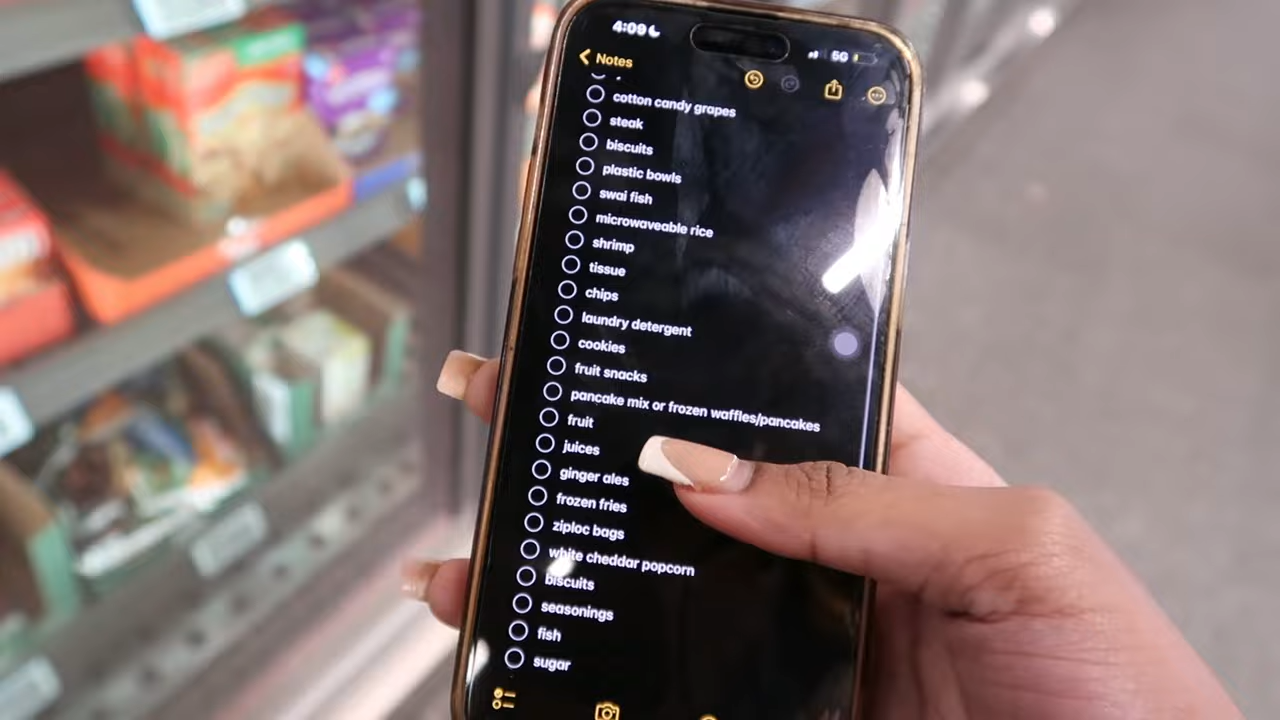 4:09
5G
Notes
cotton candy grapes
steak
biscuits
plastic bowls
swai fish
microwaveable rice
shrimp
tissue
chips
laundry detergent
cookies
fruit snacks
pancake mix or frozen waffles/pancakes
fruit
juices
ginger ales
frozen fries
ziploc bags
white cheddar popcorn
biscuits
seasonings
fish
sugar